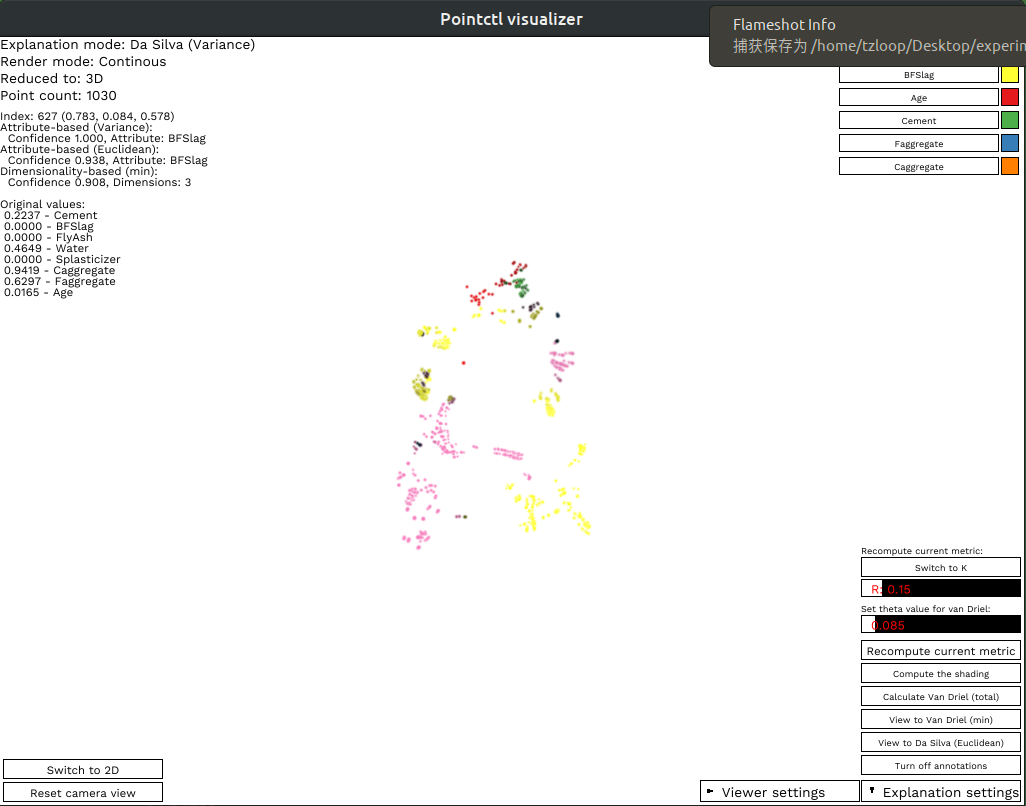 Pointctl visualizer
Flameshot Info
捕获保存为 /home/tzloop/Desktop/experim
Explanation mode: Da Silva (Variance)
Render mode: Continous
Reduced to: 3D
Point count: 1030
Index: 627 (0.783, 0.084, 0.578)
Attribute-based (Variance):
Confidence 1.000, Attribute: BFSlag
Attribute-based (Euclidean):
Confidence 0.938, Attribute: BFSlag
Dimensionality-based (min):
Confidence 0.908, Dimensions: 3
Original values:
0.2237 - Cement
0.0000 - BFSlag
0.0000 - FlyAsh
0.4649 - Water
0.0000 - Splasticizer
0.9419 - Caggregate
0.6297 - Faggregate
0.0165 - Age
BFSlag
Age
Cement
Faggregate
Caggregate
Recompute current metric:
Switch to K
R: 0.15
Set theta value for van Driel:
0.085
Recompute current metric
Compute the shading
Calculate Van Driel (total)
View to Van Driel (min)
View to Da Silva (Euclidean)
Turn off annotations
Switch to 2D
Reset camera view
Viewer settings
Explanation settings